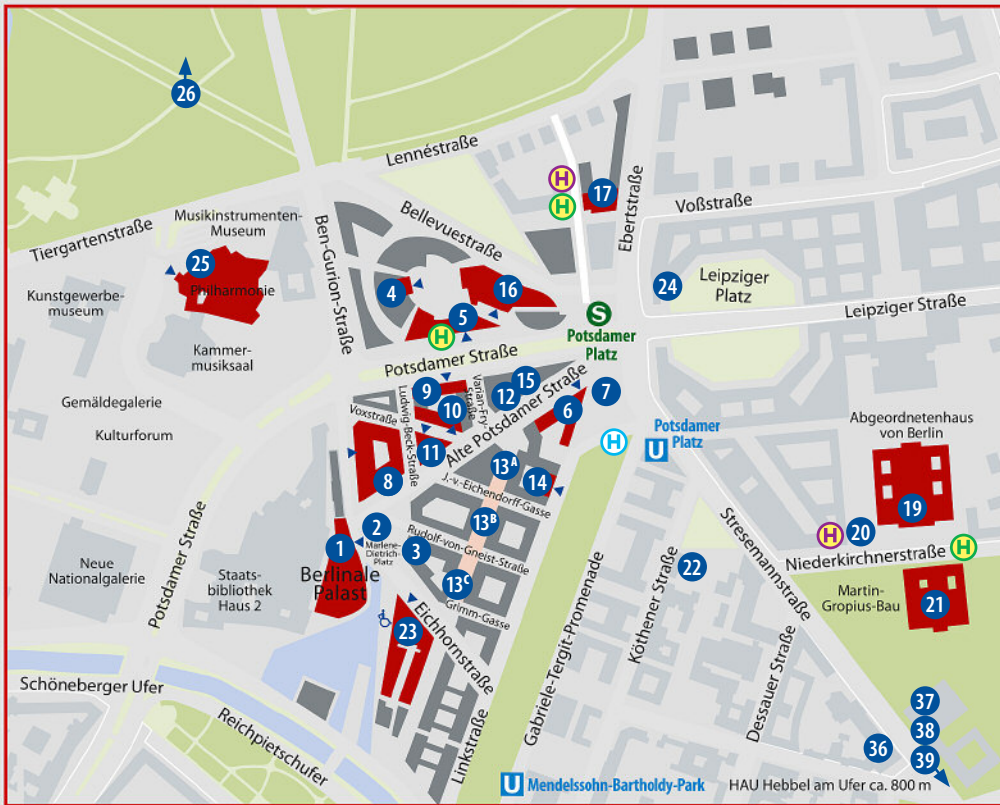 26
Lennéstraße
H
H
17
Ebertstraße
Voßstraße
Tiergartenstraße
Musikinstrumenten-
Museum
Ben-Gurion-Straße
Bellevuestraße
25
Philharmonie
Kunstgewerbe-
museum
4
16
24
Leipziger
Platz
Leipziger Straße
5
H
S
Potsdamer
Platz
Kammer-
musiksaal
Potsdamer Straße
Gemäldegalerie
Kulturforum
9
10
Varian-Fry-
Straße
12
15
7
6
Voxstraße
Ludwig-Beck-Straße
11
Alte Potsdamer Straße
H
U
Potsdamer
Platz
Abgeordnetenhaus
von Berlin
8
13A
14
J.-v.-Eichendorff-Gasse
19
2
13B
Marlene-
Dietrich-
Platz
3
Rudolf-von-Gneist-Straße
1
Berlinale
Palast
13C
Grimm-Gasse
H
20
Niederkirchnerstraße
H
Stresemannstraße
22
Köthener Straße
Martin-
Gropius-Bau
21
Neue
Nationalgalerie
Potsdamer Straße
Staats-
bibliothek
Haus 2
23
Eichhornstraße
Gabriele-Tergit-Promenade
Dessauer Straße
Schöneberger Ufer
Reichpietschufer
Linkstraße
37
38
36
39
U
Mendelssohn-Bartholdy-Park
HAU Hebbel am Ufer ca. 800 m